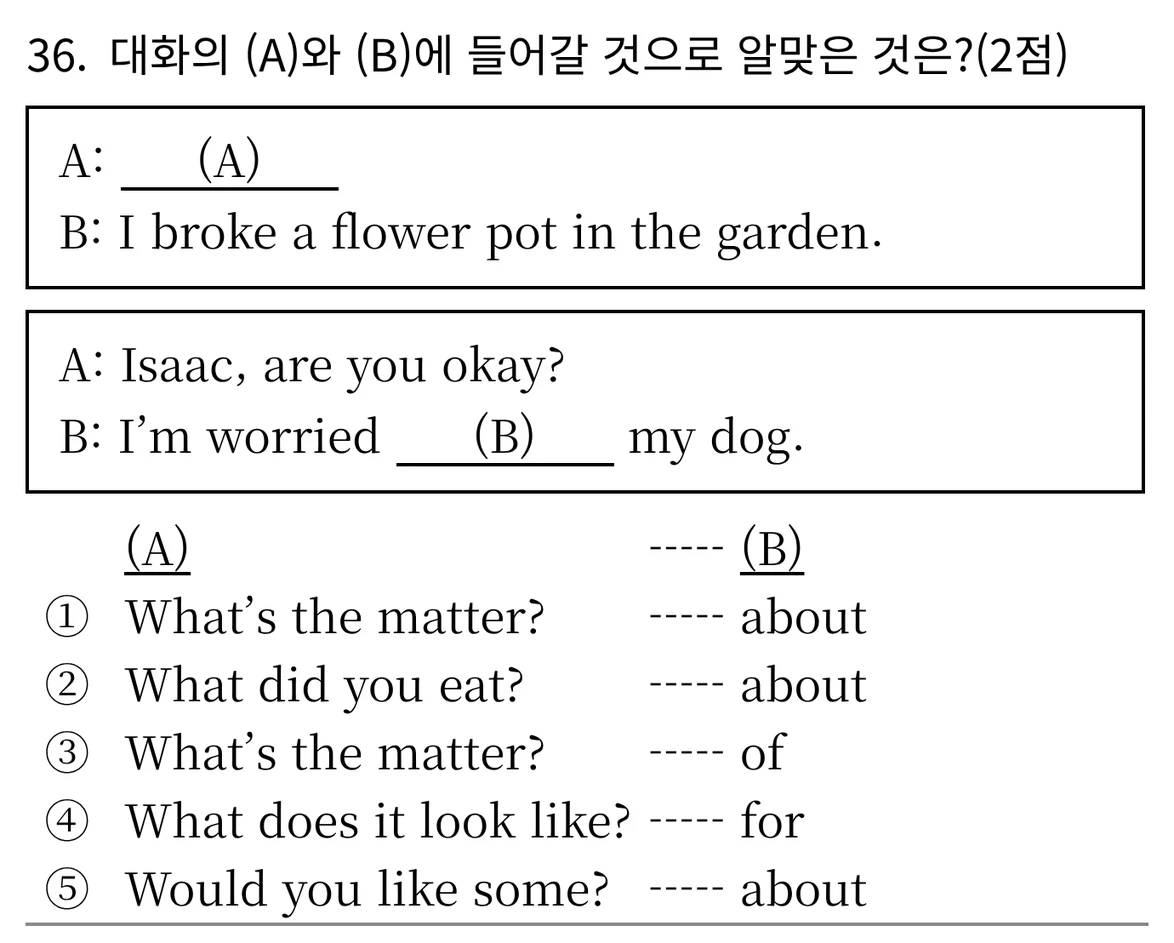 36. 대화의 (A)와 (B)에 들어갈 것으로 알맞은 것은?(2점)
A: (A)
B: I broke a flower pot in the garden.
A: Isaac, are you okay?
B: I’m worried (B) my dog.
(A) ----- (B)
① What’s the matter? ----- about
② What did you eat? ----- about
③ What’s the matter? ----- of
④ What does it look like? ----- for
⑤ Would you like some? ----- about